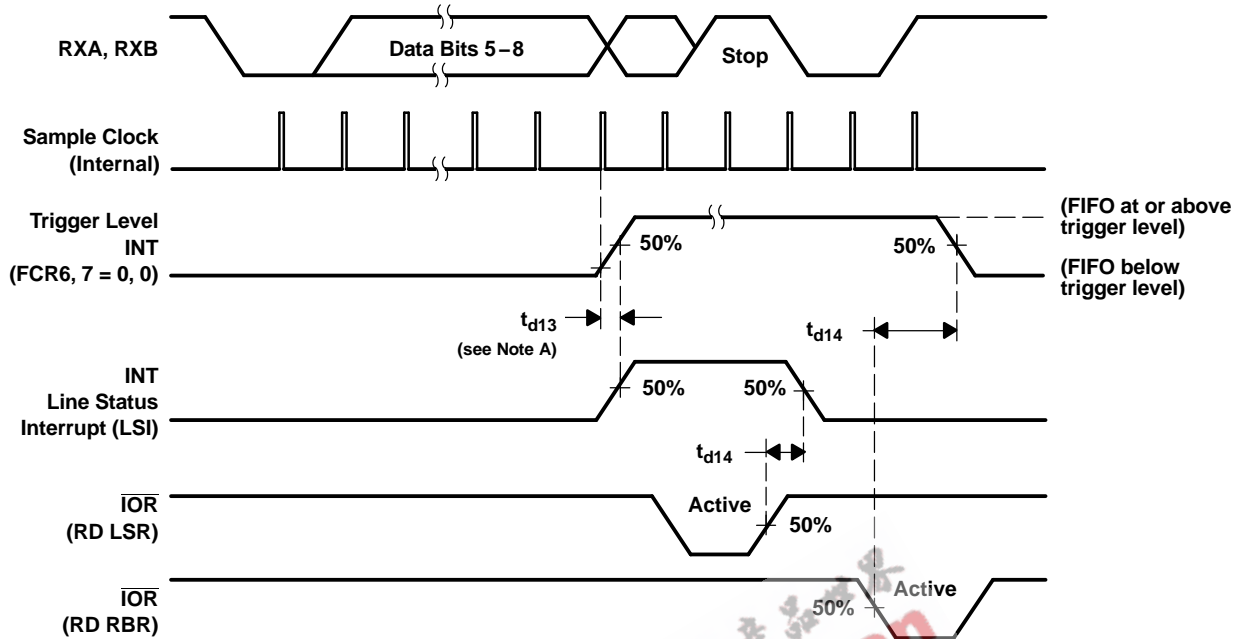 RXA, RXB
Data Bits 5–8
Stop
Sample Clock
(Internal)
Trigger Level
INT
(FCR6, 7 = 0, 0)
50%
50%
(FIFO at or above
trigger level)
(FIFO below
trigger level)
td13
(see Note A)
td14
INT
Line Status
Interrupt (LSI)
50%
50%
td14
IOR
(RD LSR)
Active
50%
IOR
(RD RBR)
50%
Active